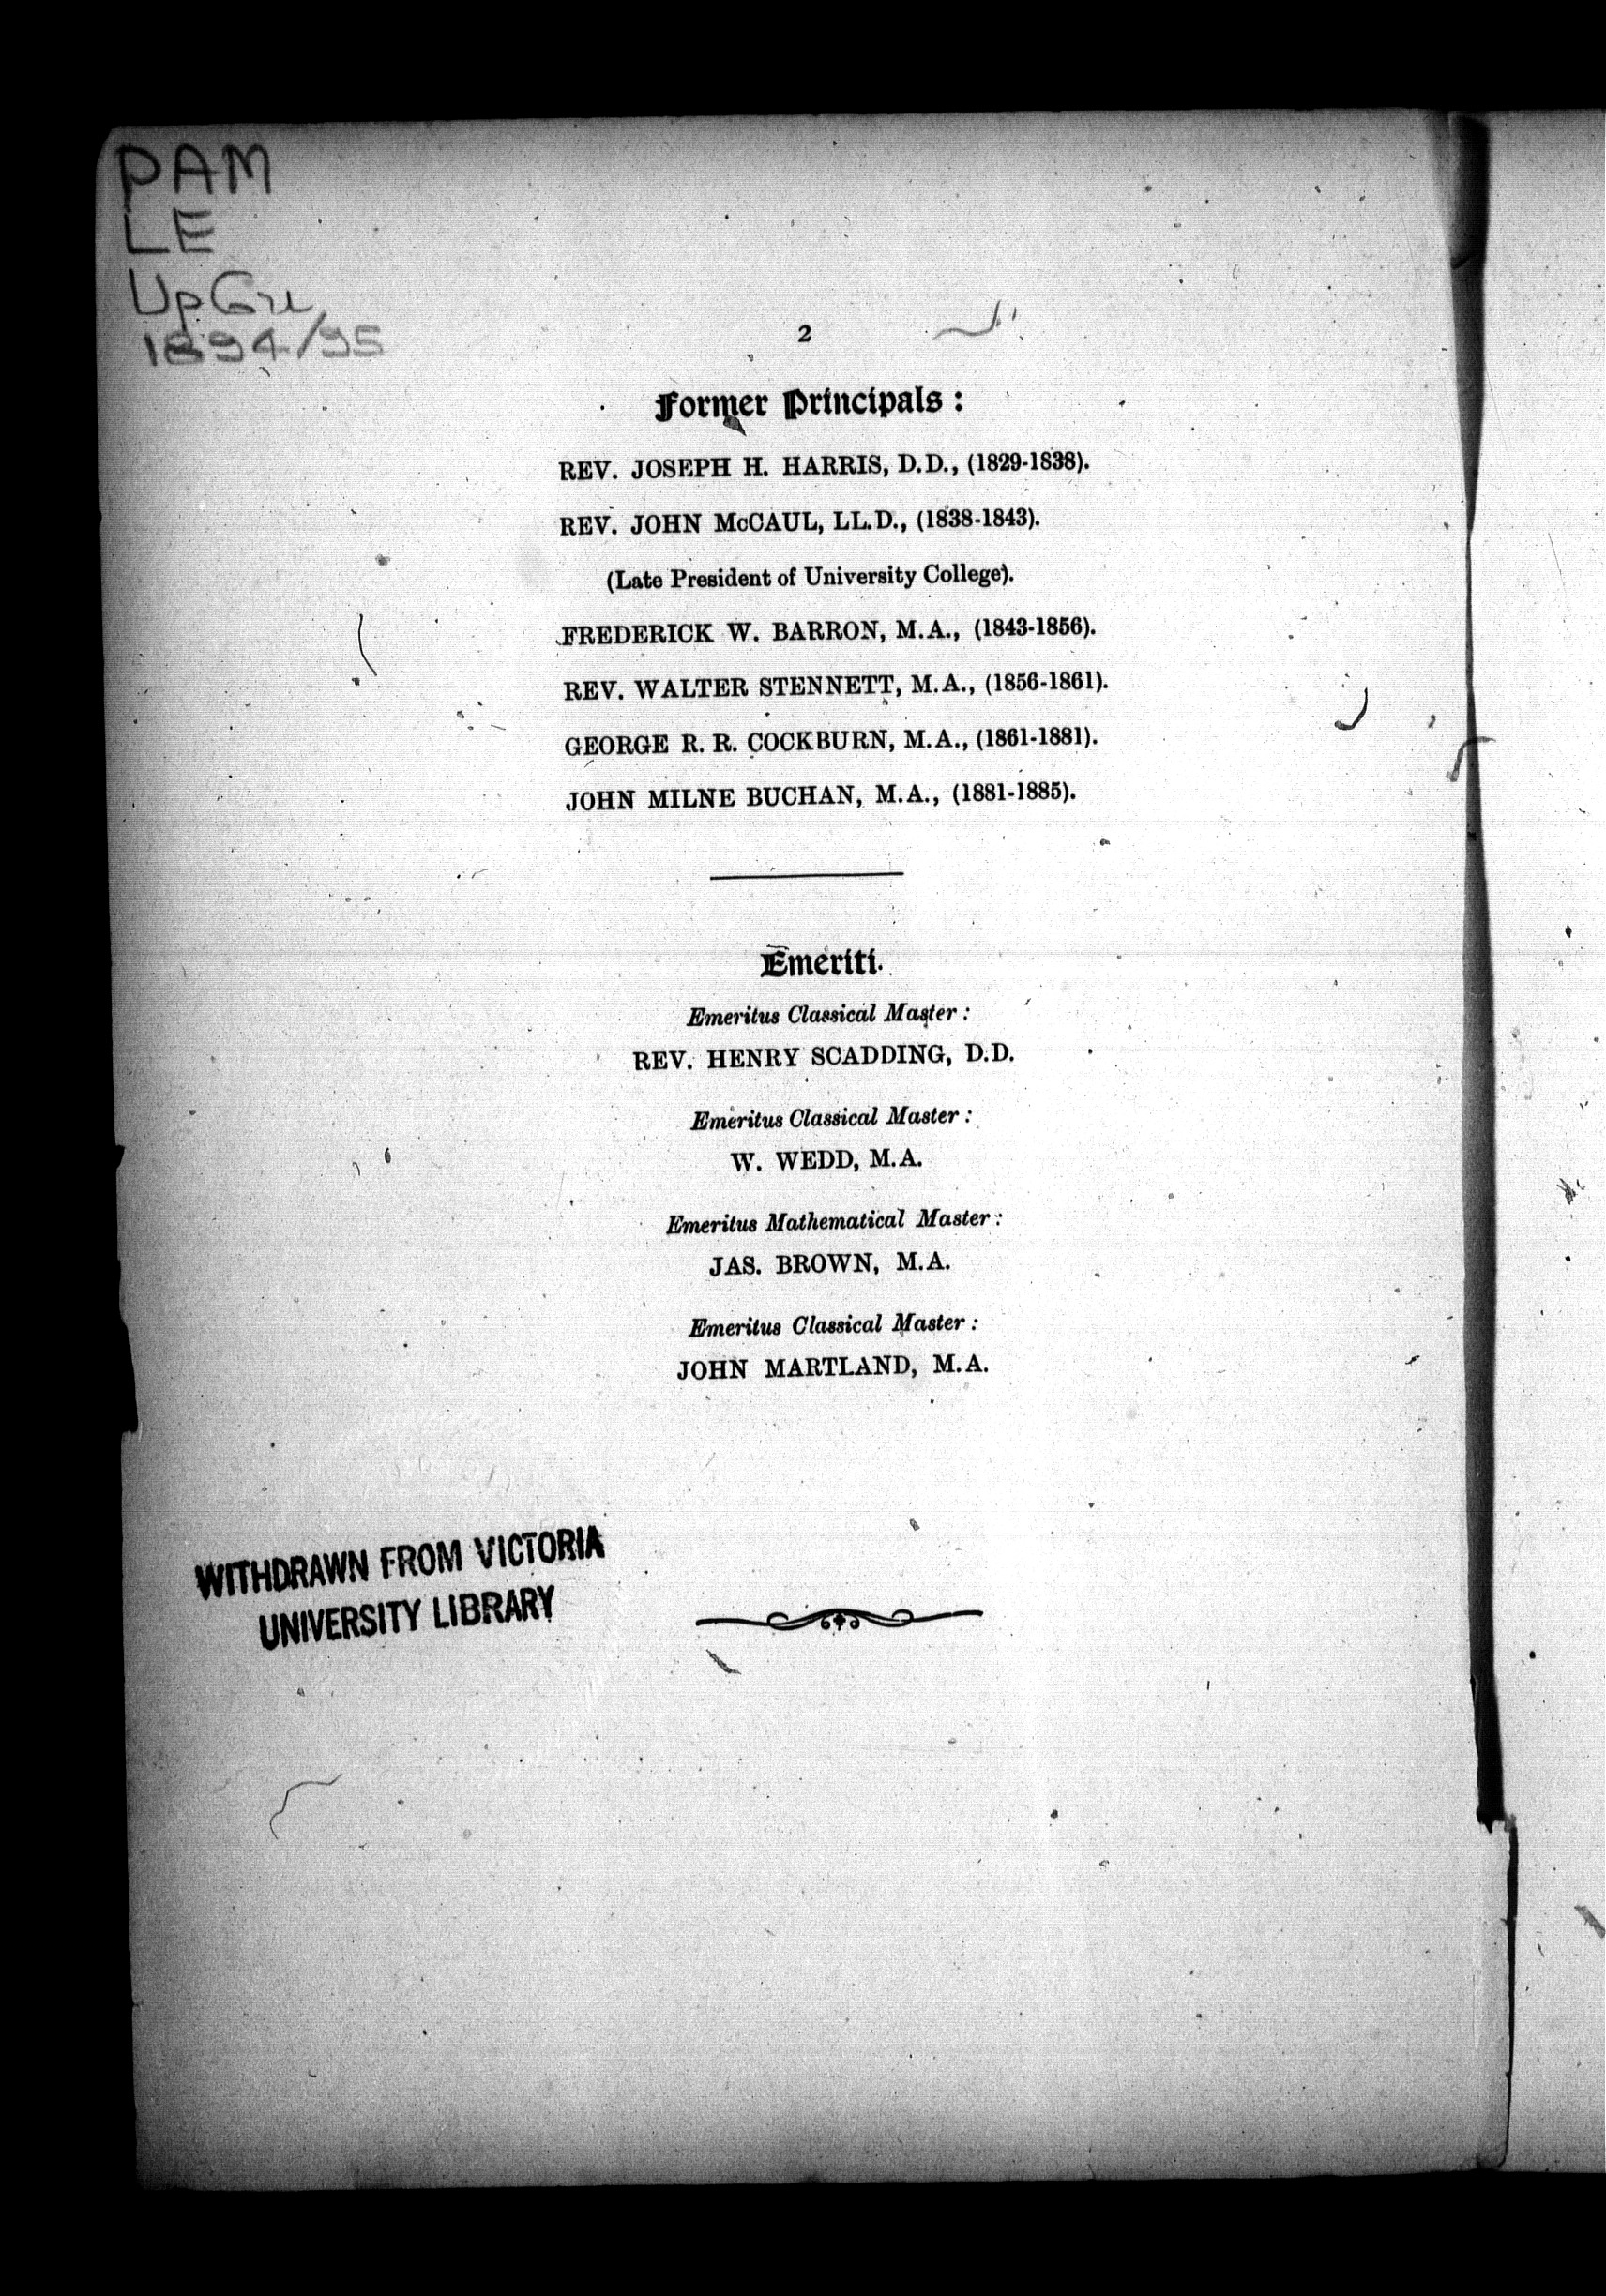 PAM
LE
1894/95
2
Former Principals :
REV. JOSEPH H. HARRIS, D.D., (1829-1838).
REV. JOHN McCAUL, LL.D., (1838-1843).
(Late President of University College).
FREDERICK W. BARRON, M.A., (1843-1856).
REV. WALTER STENNETT, M.A., (1856-1861).
GEORGE R. R. COCKBURN, M.A., (1861-1881).
JOHN MILNE BUCHAN, M.A., (1881-1885).
Emeriti.
Emeritus Classical Master :
REV. HENRY SCADDING, D.D.
Emeritus Classical Master :
W. WEDD, M.A.
Emeritus Mathematical Master :
JAS. BROWN, M.A.
Emeritus Classical Master :
JOHN MARTLAND, M.A.
WITHDRAWN FROM VICTORIA
UNIVERSITY LIBRARY